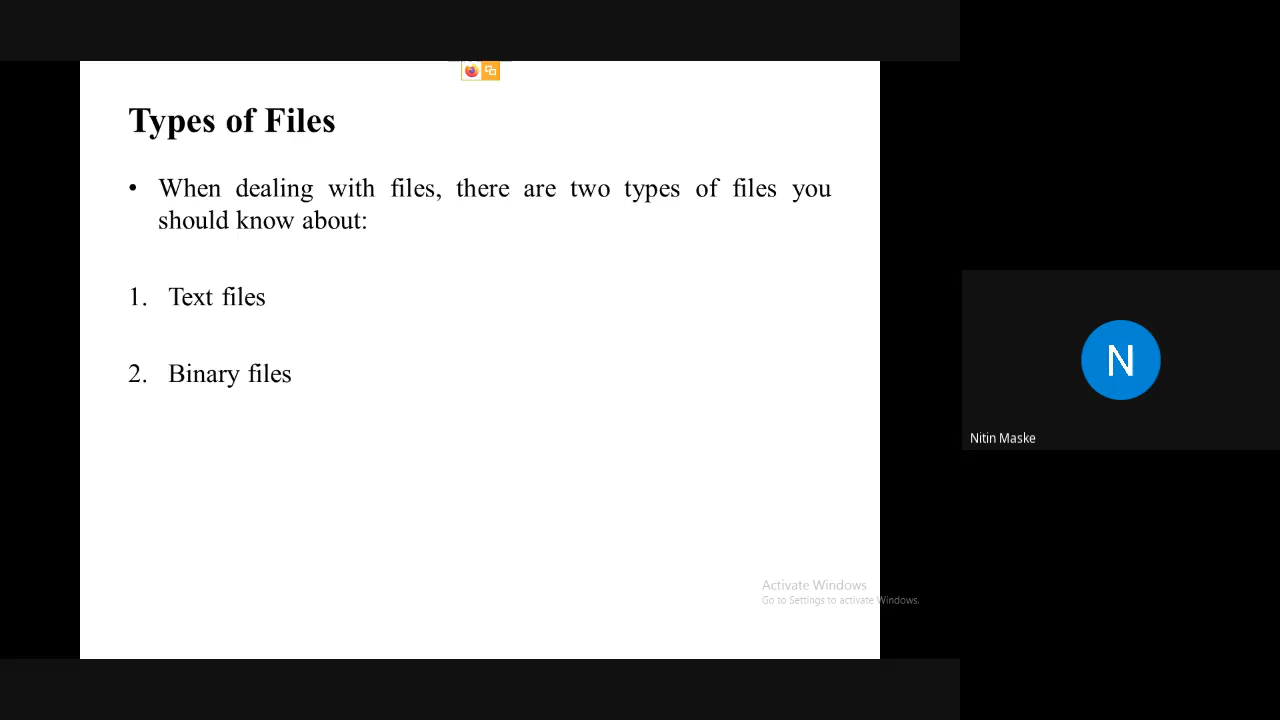 Types of Files
• When dealing with files, there are two types of files you
should know about:
1. Text files
2. Binary files
N
Nitin Maske
Activate Windows
Go to Settings to activate Windows.